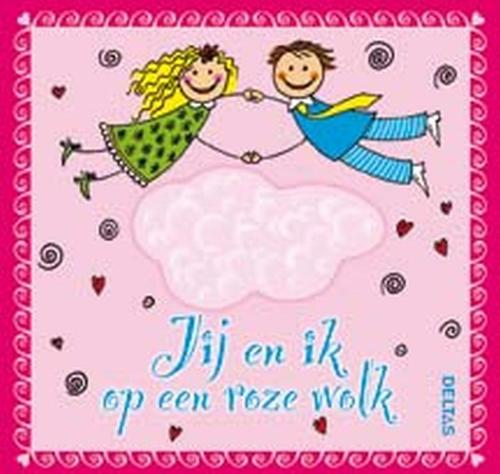 Jij en ik
op een roze wolk
DELTAS